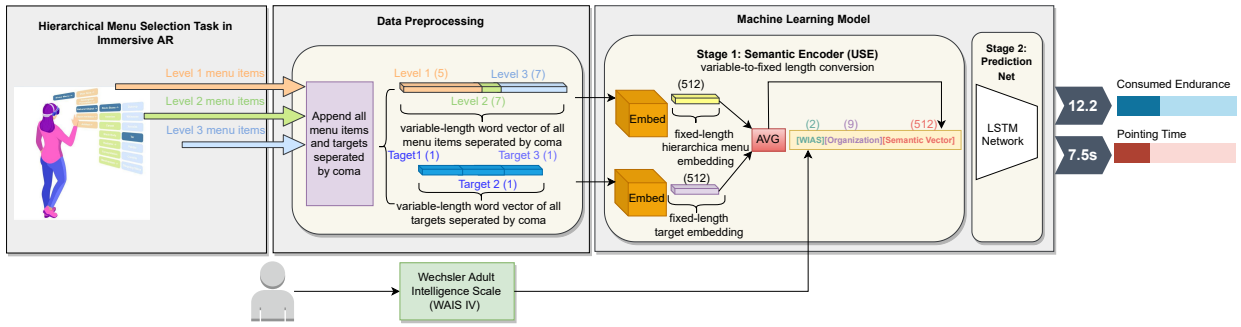 Hierarchical Menu Selection Task in
Immersive AR
Level 1 menu items
Level 2 menu items
Level 3 menu items
Data Preprocessing
Append all
menu items
and targets
seperated
by coma
Level 1 (5)
Level 3 (7)
Level 2 (7)
variable-length word vector of all
menu items seperated by coma
Taget1 (1)
Target 3 (1)
Target 2 (1)
variable-length word vector of all
targets seperated by coma
Machine Learning Model
Stage 1: Semantic Encoder (USE)
variable-to-fixed length conversion
Embed
(512)
fixed-length
hierarchica menu
embedding
(512)
Embed
fixed-length
target embedding
AVG
(2)
(9)
(512)
[WIAS][Organization][Semantic Vector]
Stage 2:
Prediction
Net
LSTM
Network
12.2
Consumed Endurance
7.5s
Pointing Time
Wechsler Adult
Intelligence Scale
(WAIS IV)